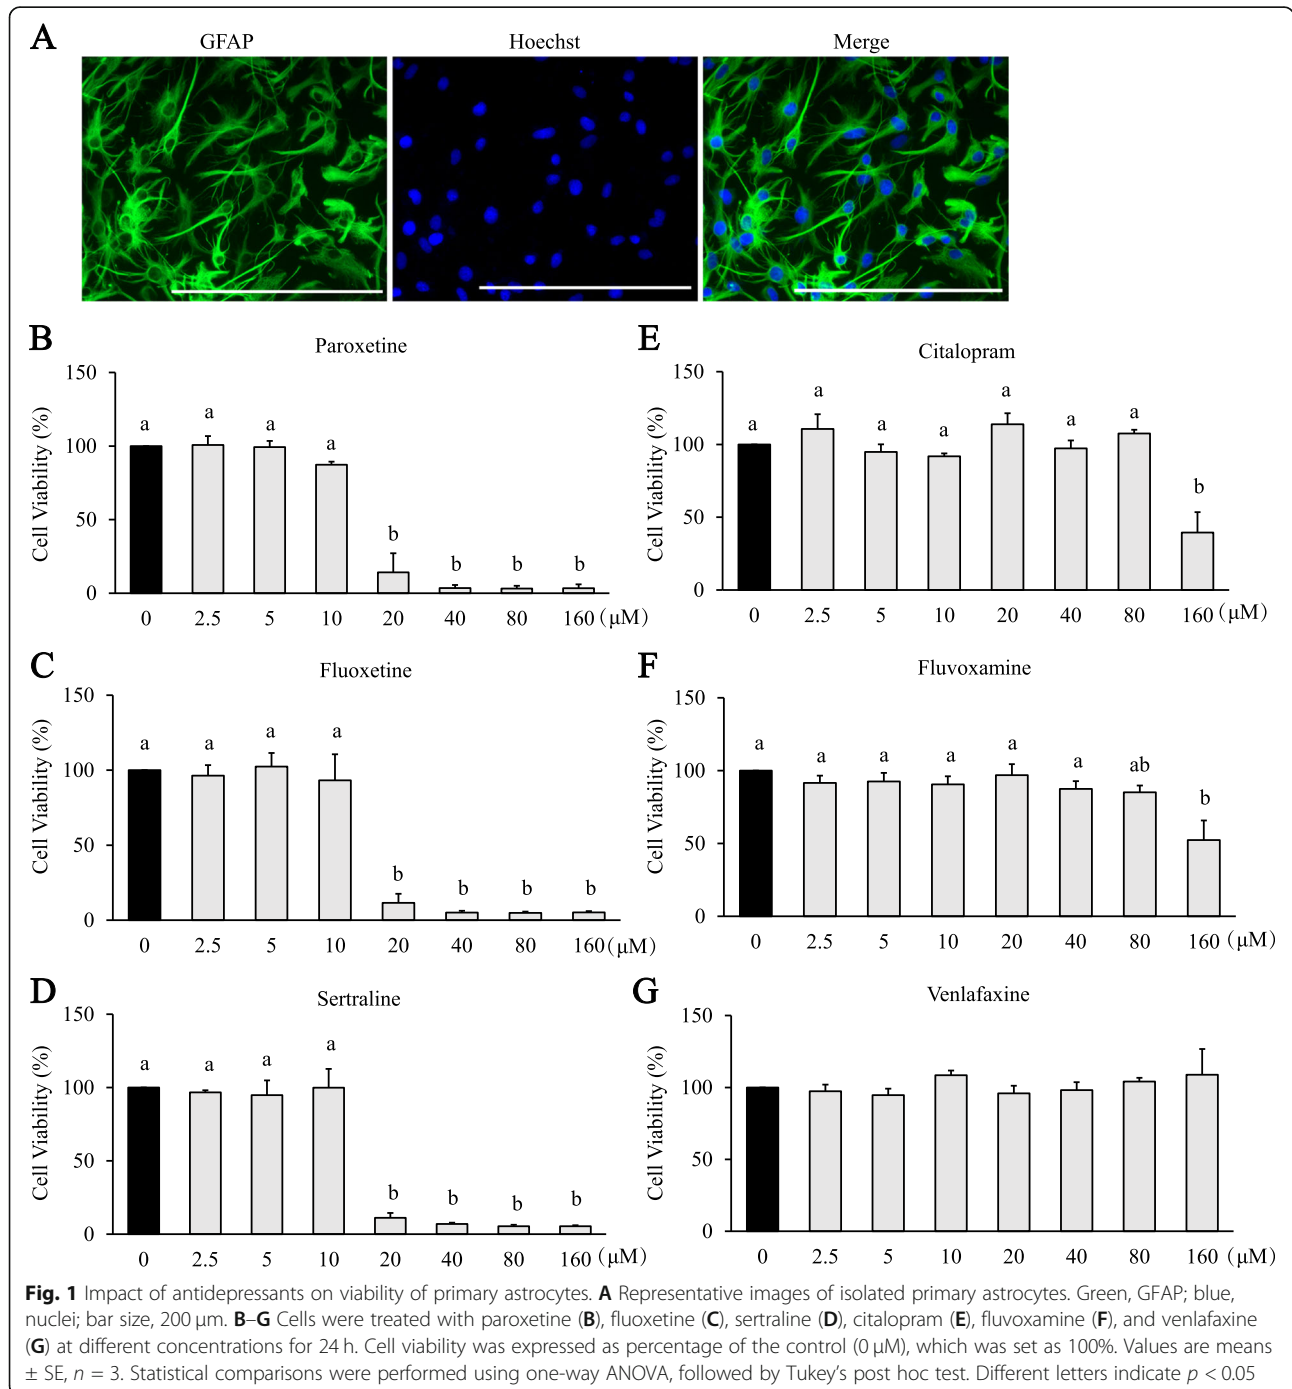 A
GFAP
Hoechst
Merge
B
Paroxetine
Cell Viability (%)
150
100
50
0
a
a
a
a
b
b
b
b
0 2.5 5 10 20 40 80 160 (μM)
C
Fluoxetine
Cell Viability (%)
150
100
50
0
a
a
a
a
b
b
b
b
0 2.5 5 10 20 40 80 160 (μM)
D
Sertraline
Cell Viability (%)
150
100
50
0
a
a
a
a
b
b
b
b
0 2.5 5 10 20 40 80 160 (μM)
E
Citalopram
Cell Viability (%)
150
100
50
0
a
a
a
a
a
a
a
b
0 2.5 5 10 20 40 80 160 (μM)
F
Fluvoxamine
Cell Viability (%)
150
100
50
0
a
a
a
a
a
a
ab
b
0 2.5 5 10 20 40 80 160 (μM)
G
Venlafaxine
Cell Viability (%)
150
100
50
0
0 2.5 5 10 20 40 80 160 (μM)
Fig. 1 Impact of antidepressants on viability of primary astrocytes. A Representative images of isolated primary astrocytes. Green, GFAP; blue,
nuclei; bar size, 200 μm. B–G Cells were treated with paroxetine (B), fluoxetine (C), sertraline (D), citalopram (E), fluvoxamine (F), and venlafaxine
(G) at different concentrations for 24 h. Cell viability was expressed as percentage of the control (0 μM), which was set as 100%. Values are means
± SE, n = 3. Statistical comparisons were performed using one-way ANOVA, followed by Tukey's post hoc test. Different letters indicate p < 0.05